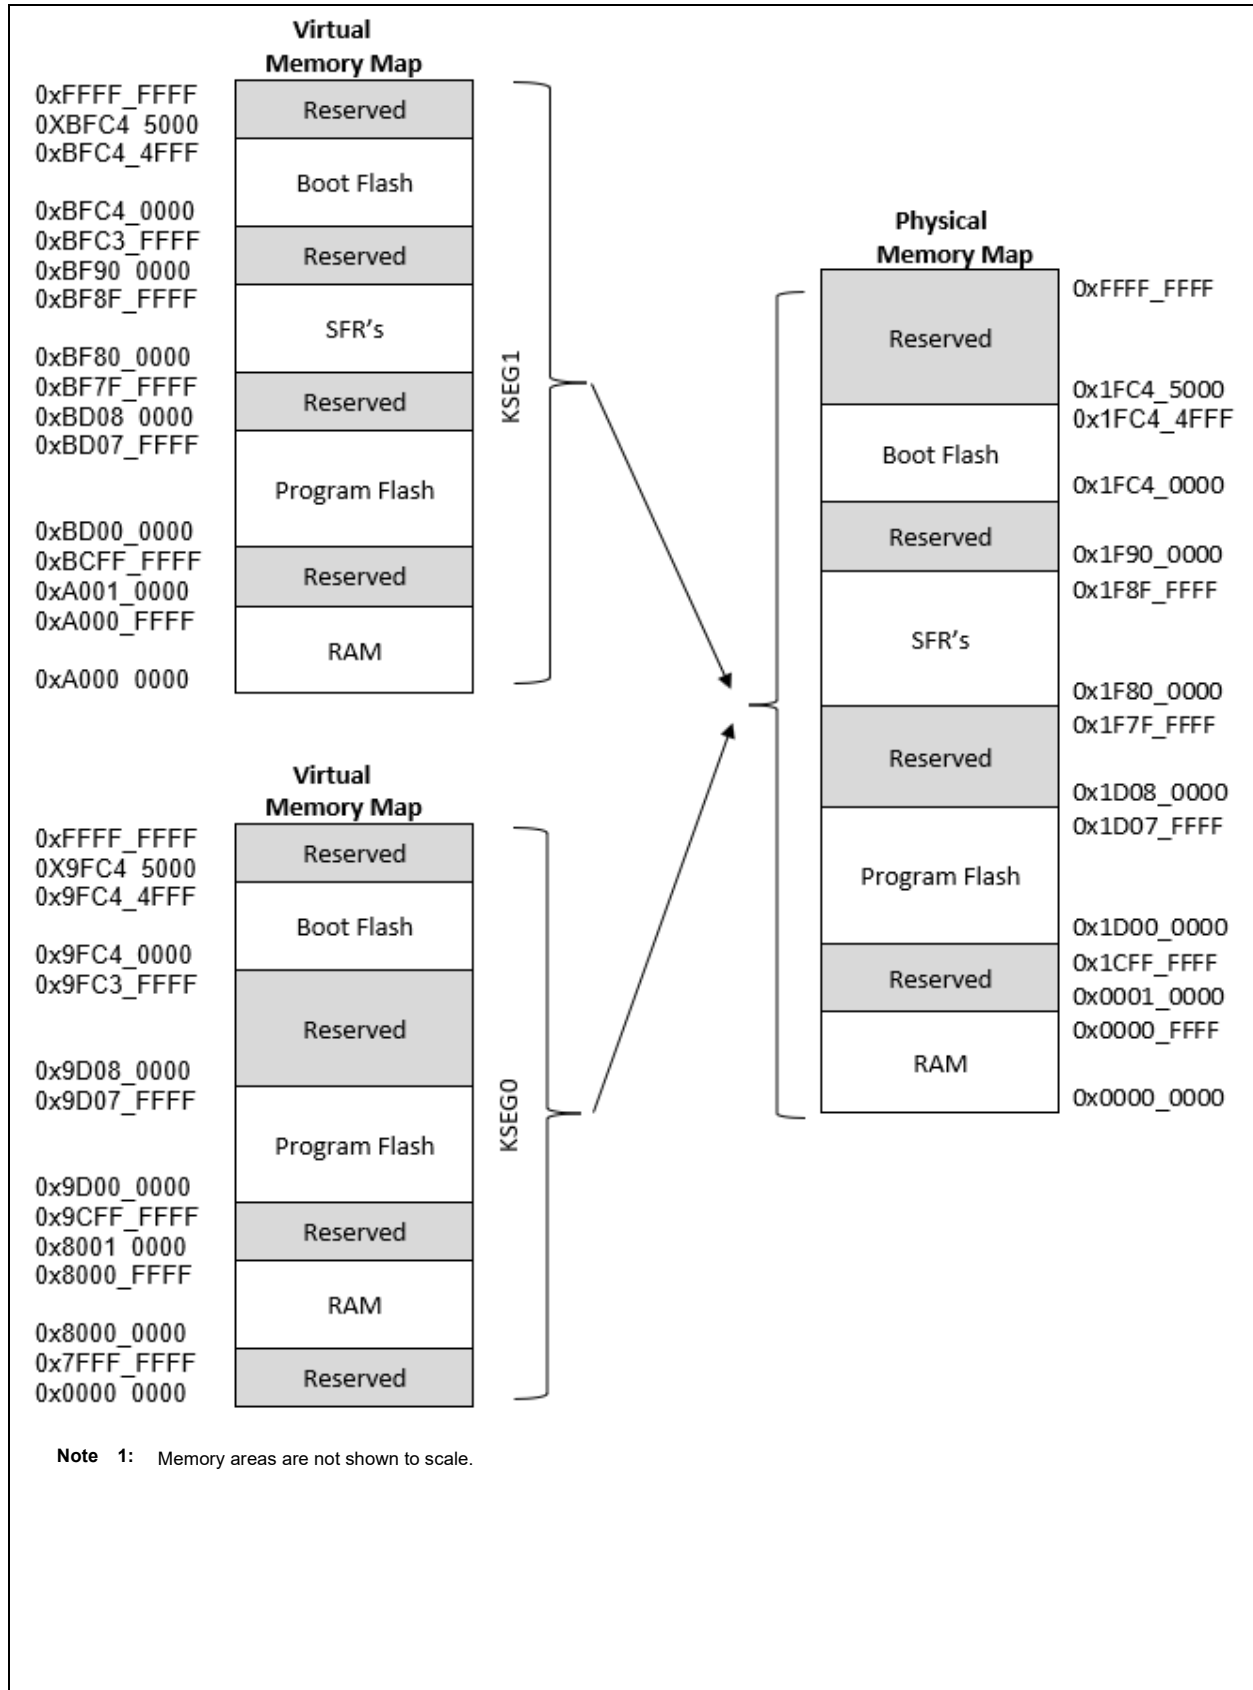 Virtual
Memory Map
0xFFFF_FFFF
Reserved
0XBFC4_5000
0xBFC4_4FFF
Boot Flash
0xBFC4_0000
0xBFC3_FFFF
Reserved
0xBF90_0000
0xBF8F_FFFF
SFR's
0xBF80_0000
0xBF7F_FFFF
Reserved
0xBD08_0000
0xBD07_FFFF
Program Flash
0xBD00_0000
0xBCFF_FFFF
Reserved
0xA001_0000
0xA000_FFFF
RAM
0xA000_0000
KSEG1
Virtual
Memory Map
0xFFFF_FFFF
Reserved
0X9FC4_5000
0x9FC4_4FFF
Boot Flash
0x9FC4_0000
0x9FC3_FFFF
Reserved
0x9D08_0000
0x9D07_FFFF
Program Flash
0x9D00_0000
0x9CFF_FFFF
Reserved
0x8001_0000
0x8000_FFFF
RAM
0x8000_0000
0x7FFF_FFFF
Reserved
0x0000_0000
KSEG0
Physical
Memory Map
0xFFFF_FFFF
Reserved
0x1FC4_5000
0x1FC4_4FFF
Boot Flash
0x1FC4_0000
Reserved
0x1F90_0000
0x1F8F_FFFF
SFR's
0x1F80_0000
0x1F7F_FFFF
Reserved
0x1D08_0000
0x1D07_FFFF
Program Flash
0x1D00_0000
0x1CFF_FFFF
Reserved
0x0001_0000
0x0000_FFFF
RAM
0x0000_0000
Note 1: Memory areas are not shown to scale.